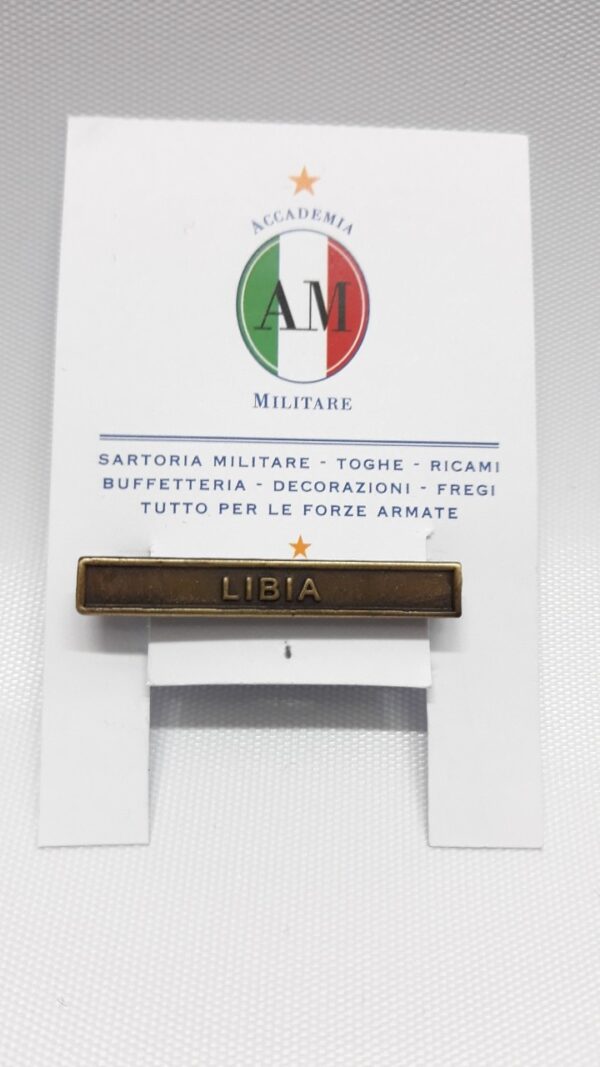 ACCADEMIA
AM
MILITARE
SARTORIA MILITARE - TOGHE - RICAMI
BUFFETTERIA - DECORAZIONI - FREGI
TUTTO PER LE FORZE ARMATE
LIBIA